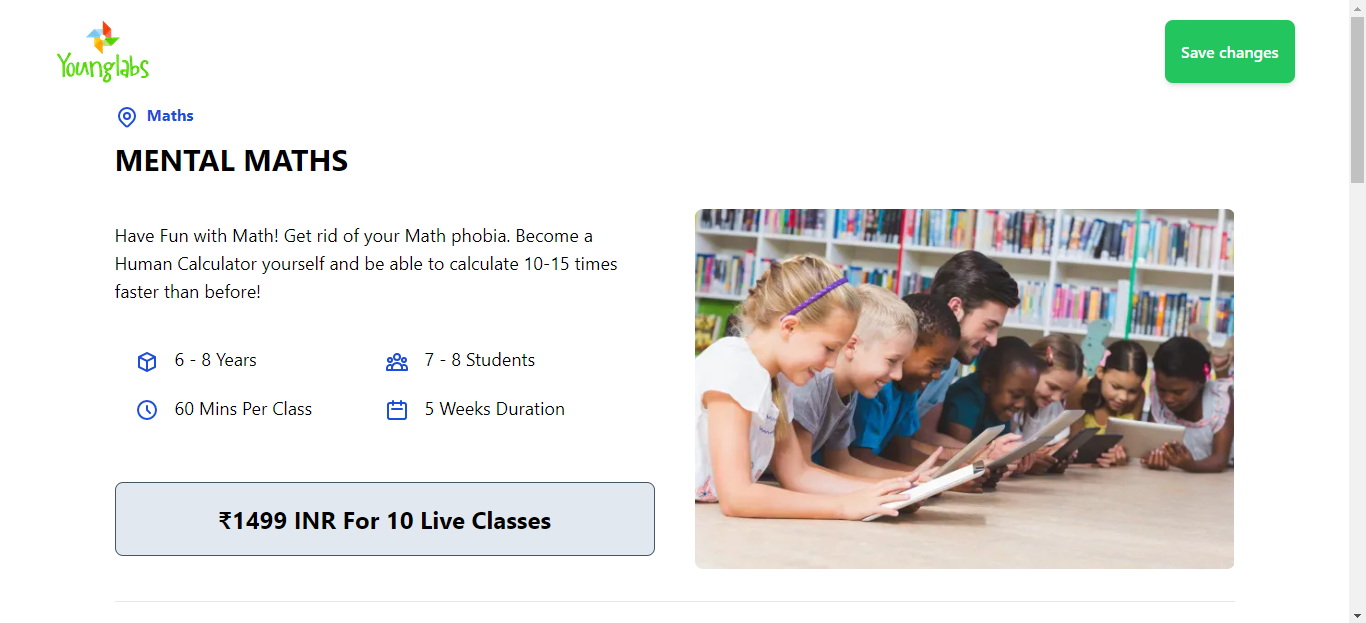 Younglabs
Save changes
Maths
MENTAL MATHS
Have Fun with Math! Get rid of your Math phobia. Become a
Human Calculator yourself and be able to calculate 10-15 times
faster than before!
6 - 8 Years
7 - 8 Students
60 Mins Per Class
5 Weeks Duration
₹1499 INR For 10 Live Classes